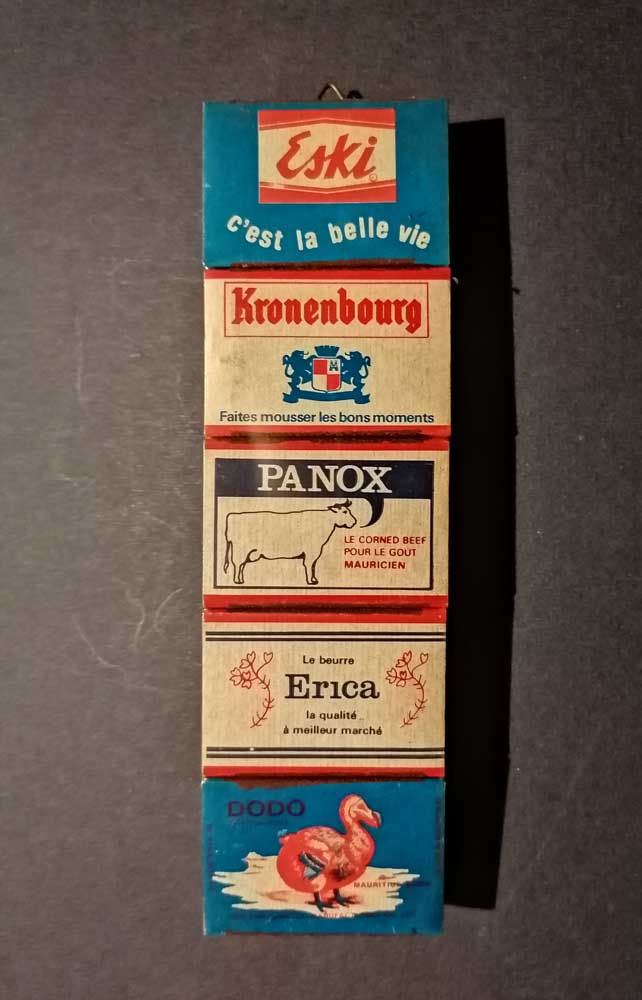 Eski
c'est la belle vie
Kronenbourg
Faites mousser les bons moments
PANOX
LE CORNED BEEF
POUR LE GOUT
MAURICIEN
Le beurre
Erica
la qualité
à meilleur marché
DODO